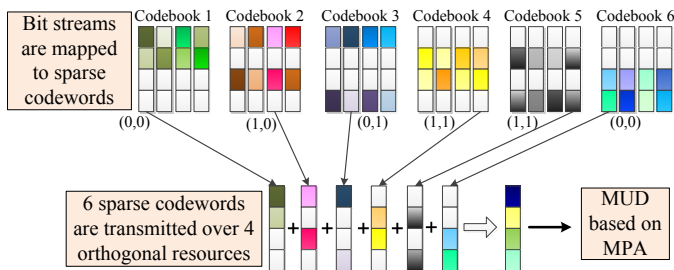 Bit streams
are mapped
to sparse
codewords
Codebook 1
Codebook 2
Codebook 3
Codebook 4
Codebook 5
Codebook 6
(0,0)
(1,0)
(0,1)
(1,1)
(1,1)
(0,0)
6 sparse codewords
are transmitted over 4
orthogonal resources
+
+
+
+
+
MUD
based on
MPA